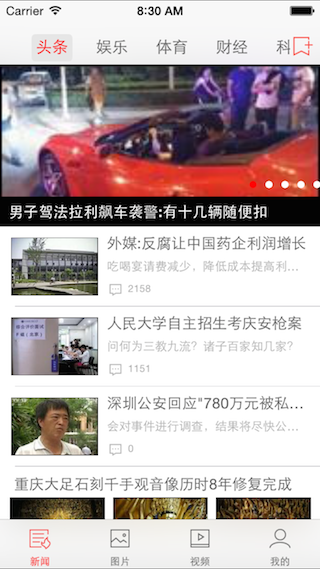 Carrier 8:30 AM
头条 娱乐 体育 财经 科
男子驾法拉利飙车袭警:有十几辆随便扣
外媒:反腐让中国药企利润增长
吃喝宴请费减少，降低成本提高利...
2158
人民大学自主招生考庆安枪案
问何为三教九流？诸子百家知几家?
1151
深圳公安回应"780万元被私...
会对事件进行调查，结果将尽快公...
0
重庆大足石刻千手观音像历时8年修复完成
新闻 图片 视频 我的